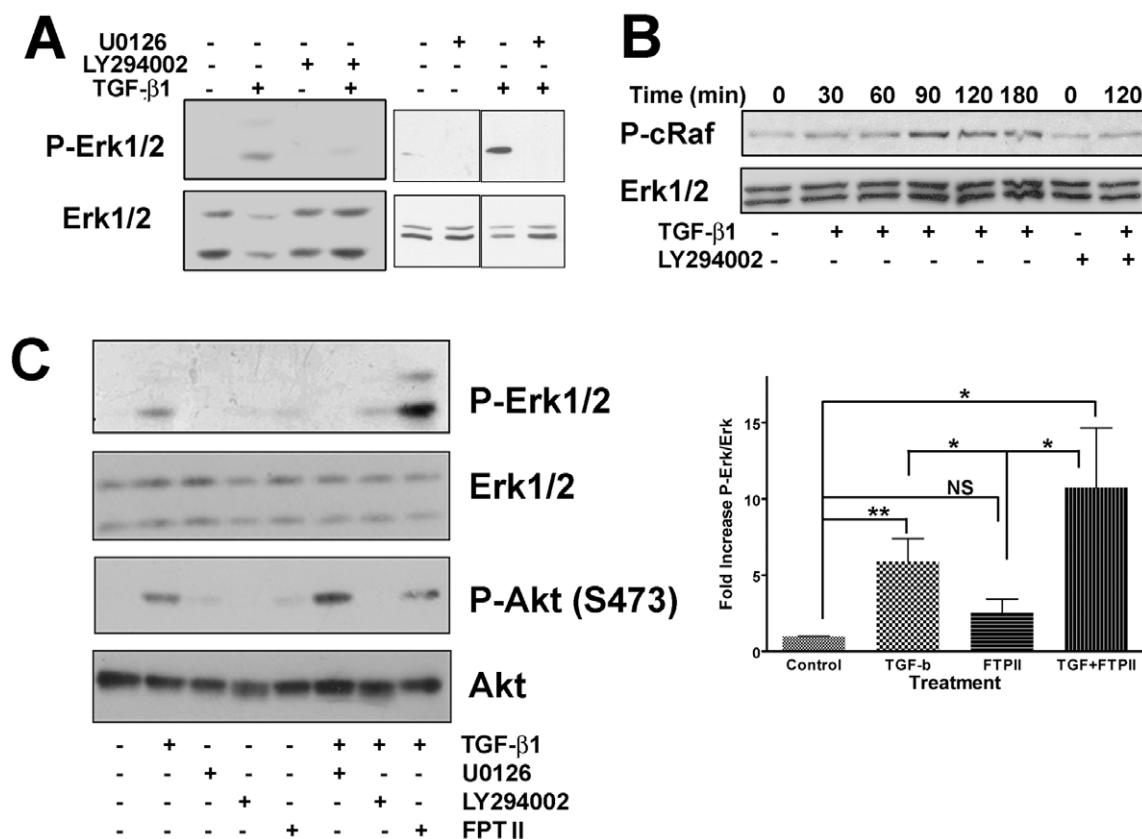 A
U0126 - - - - - + - +
LY294002 - - + + - - - -
TGF-β1 - + - + - - + +
P-Erk1/2
Erk1/2
B
Time (min) 0 30 60 90 120 180 0 120
P-cRaf
Erk1/2
TGF-β1 - + + + + + - +
LY294002 - - - - - - + +
C
P-Erk1/2
Erk1/2
P-Akt (S473)
Akt
- + - - - + + + TGF-β1
- - + - - + - - U0126
- - - + - - + - LY294002
- - - - + - - + FPT II
Fold Increase P-Erk/Erk
15
10
5
0
*
* *
NS
**
Control TGF-b FTPII TGF+FTPII
Treatment